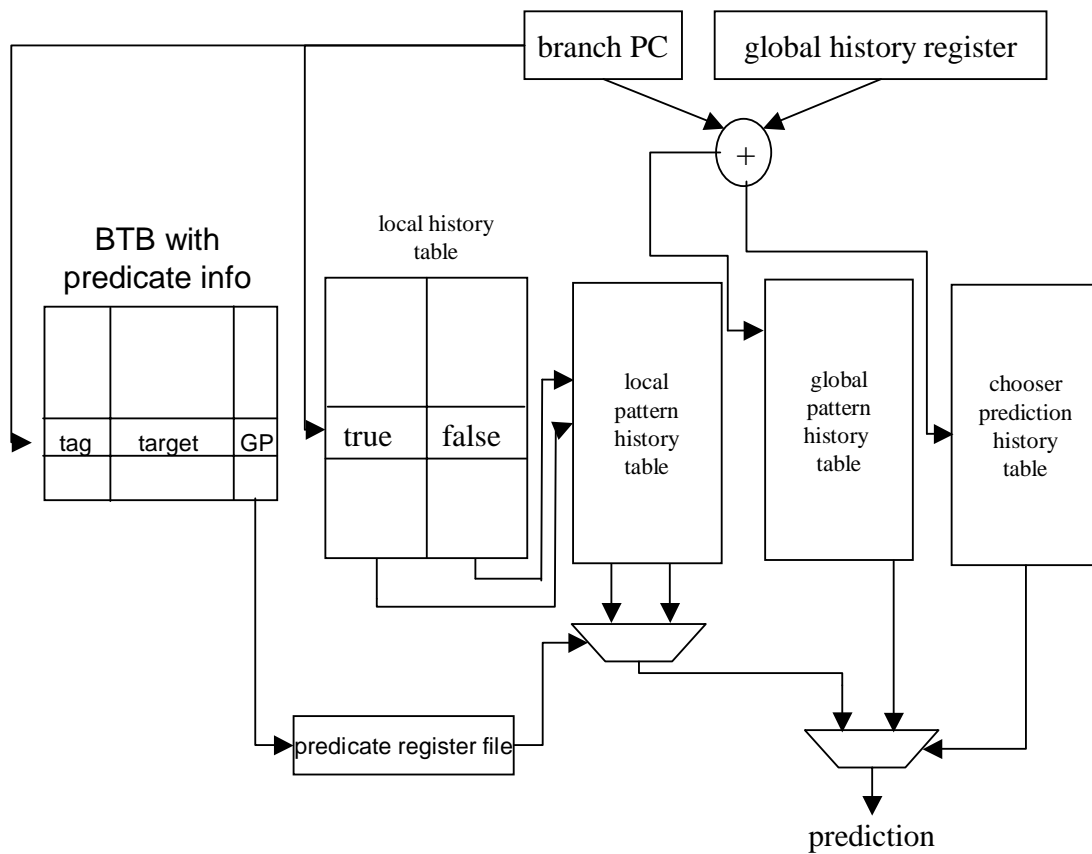 branch PC
global history register
+
BTB with
predicate info
local history
table
tag
target
GP
true
false
local
pattern
history
table
global
pattern
history
table
chooser
prediction
history
table
predicate register file
prediction